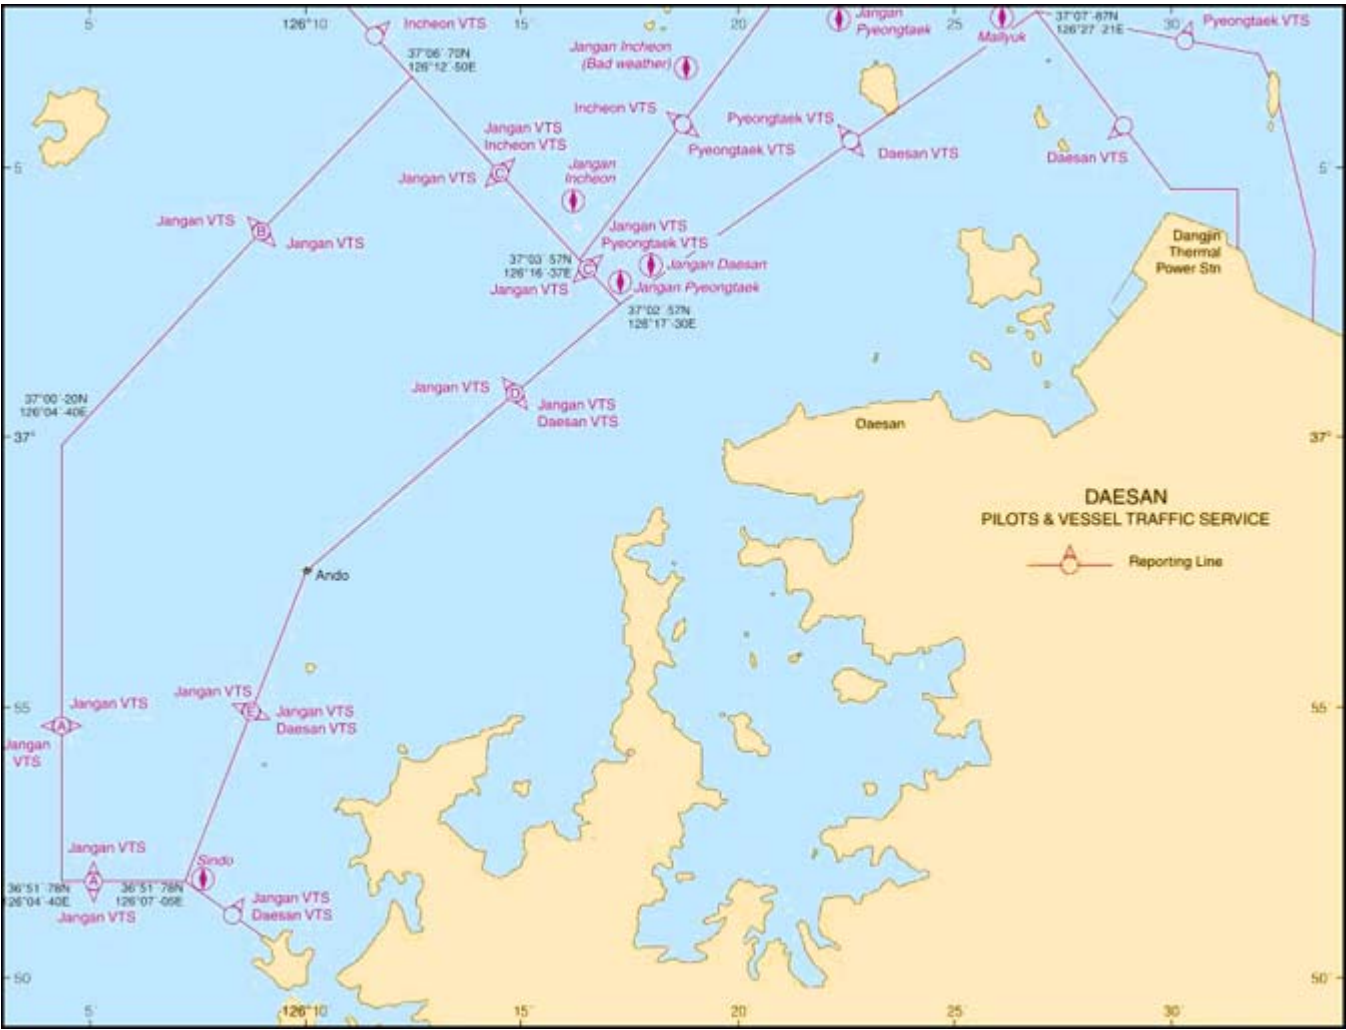 5´
126°10
15´
20
25
30´
Incheon VTS
Jangan
Pyeongtaek
Mallyuk
37°07´·87N
126°27´·21E
Pyeongtaek VTS
37°06´·70N
126°12´·50E
Jangan Incheon
(Bad weather)
Incheon VTS
Pyeongtaek VTS
Pyeongtaek VTS
Daesan VTS
Daesan VTS
Jangan VTS
Incheon VTS
Jangan VTS
C
Jangan
Incheon
5´
5´
Jangan VTS
B
Jangan VTS
Jangan VTS
Pyeongtaek VTS
37°03´·57N
126°16´·37E
Jangan VTS
C
Jangan Daesan
Jangan Pyeongtaek
37°02´·57N
126°17´·30E
Dangjin
Thermal
Power Stn
37°00´·20N
126°04´·40E
Jangan VTS
D
Jangan VTS
Daesan VTS
37°
37°
Daesan
DAESAN
PILOTS & VESSEL TRAFFIC SERVICE
Reporting Line
Ando
55
55´
Jangan VTS
A
Jangan
VTS
Jangan VTS
E
Jangan VTS
Daesan VTS
Jangan VTS
A
Jangan VTS
36°51´·78N
126°04´·40E
36°51´·78N
126°07´·05E
Sindo
Jangan VTS
Daesan VTS
50
50´
5´
126°10
15´
20
25
30´